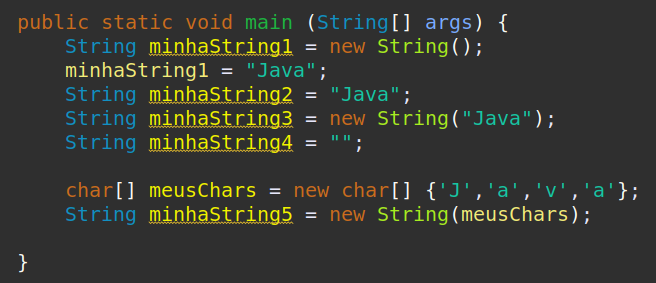 public static void main (String[] args) {
    String minhaString1 = new String();
    minhaString1 = "Java";
    String minhaString2 = "Java";
    String minhaString3 = new String("Java");
    String minhaString4 = "";

    char[] meusChars = new char[] {'J','a','v','a'};
    String minhaString5 = new String(meusChars);

}